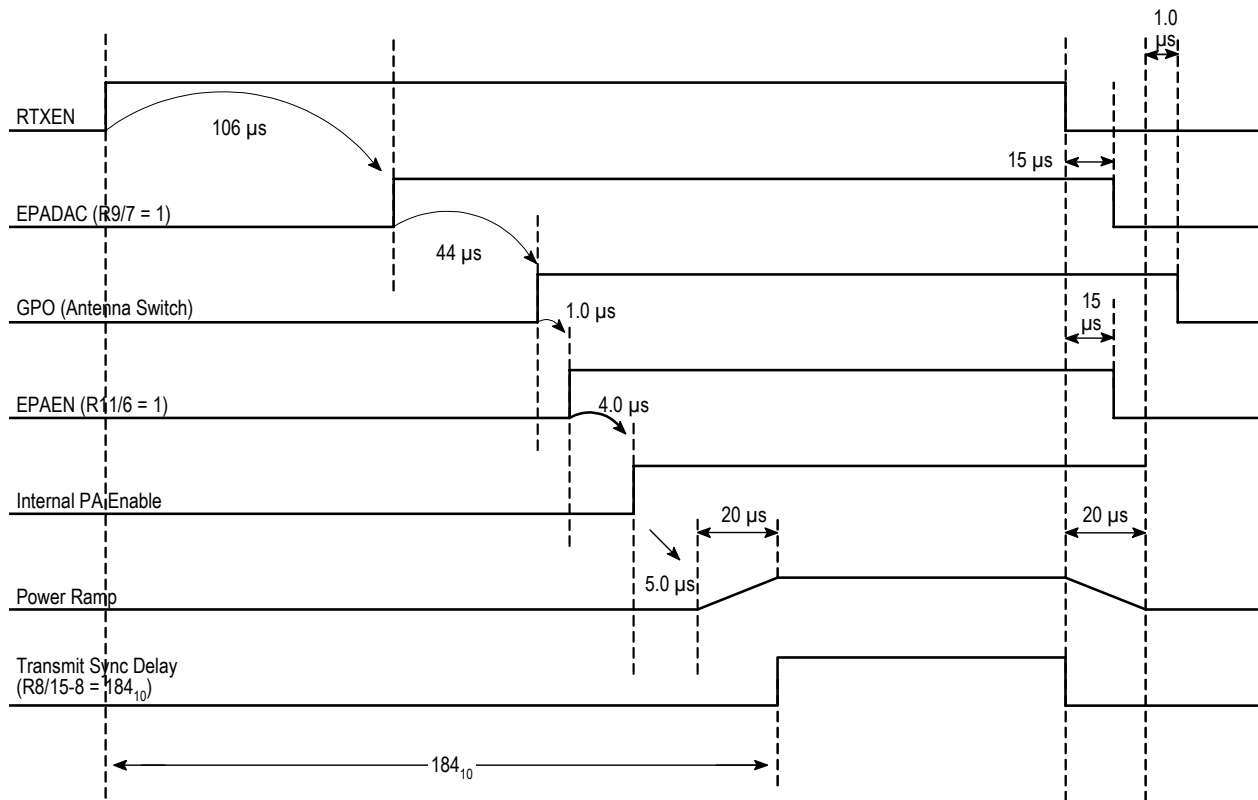 1.0
µs
RTXEN
106 µs
15 µs
EPADAC (R9/7 = 1)
44 µs
GPO (Antenna Switch)
1.0 µs
15
µs
EPAEN (R11/6 = 1)
4.0 µs
Internal PA Enable
20 µs
20 µs
5.0 µs
Power Ramp
Transmit Sync Delay
(R8/15-8 = 184₁₀)
184₁₀